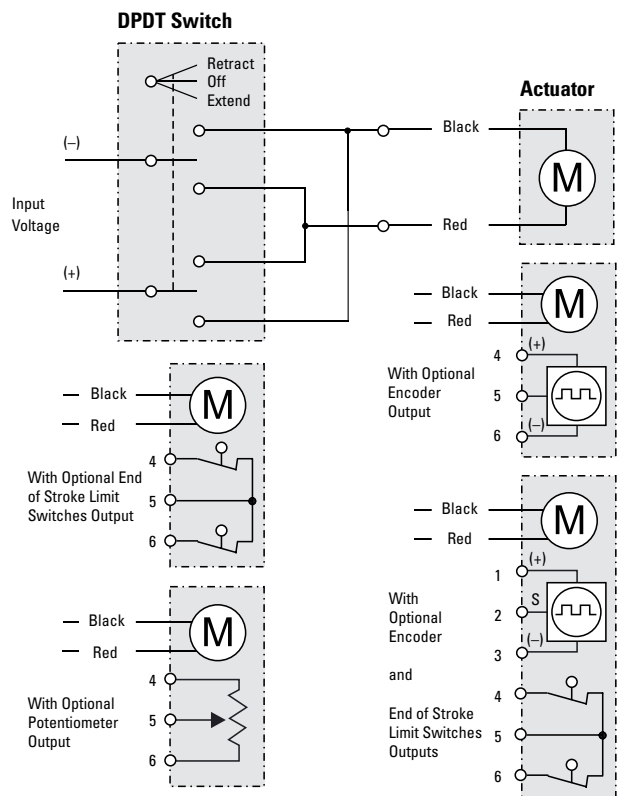 DPDT Switch
Retract
Off
Extend
(–)
Input
Voltage
(+)
Actuator
Black
M
Red
Black
Red
M
4
(+)
With Optional
Encoder
Output
5
6
(–)
Black
Red
M
With Optional End
of Stroke Limit
Switches Output
4
5
6
Black
Red
M
1
(+)
With
Optional
Encoder
2
S
3
(–)
and
End of Stroke
Limit Switches
Outputs
4
5
6
Black
Red
M
With Optional
Potentiometer
Output
4
5
6